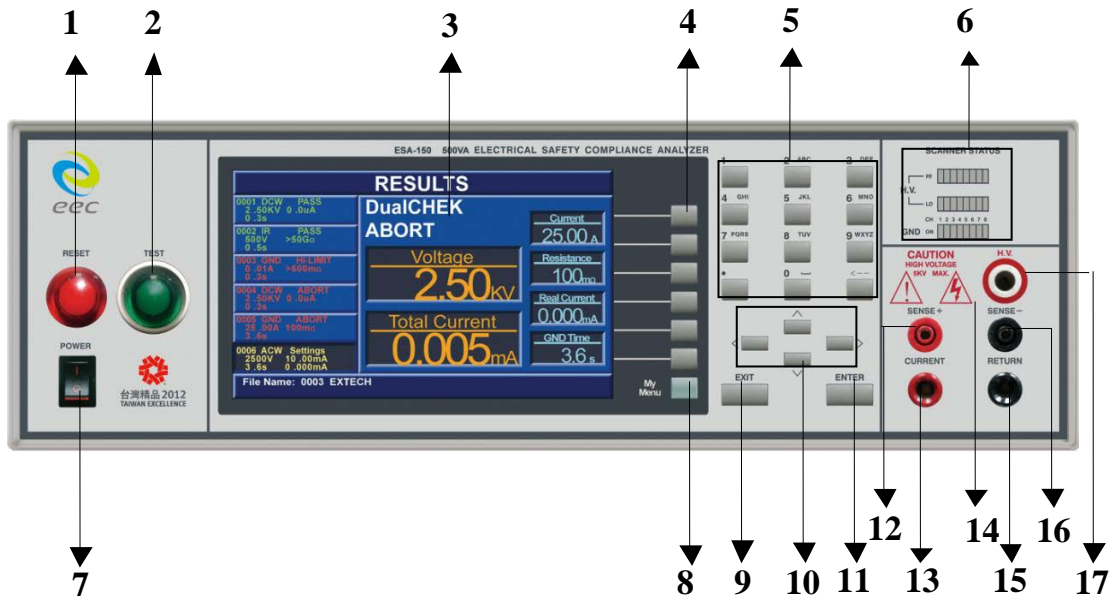 1 2 3 4 5 6
ESA-150 500VA ELECTRICAL SAFETY COMPLIANCE ANALYZER
eec
RESET TEST
POWER
台灣精品 2012
TAIWAN EXCELLENCE
RESULTS
0001 DCW PASS
2.50KV 0.0uA
0.3s
0002 IR PASS
500V >50GΩ
0.5s
0003 GND HI-LIMIT
0.01A >600mΩ
0.3s
0004 DCW ABORT
2.50KV 0.0uA
0.3s
0005 GND ABORT
25.00A 100mΩ
3.6s
0006 ACW Settings
2500V 10.00mA
3.6s 0.000mA
DualCHEK
ABORT
Voltage
2.50KV
Total Current
0.005mA
Current
25.00 A
Resistance
100mΩ
Real Current
0.000mA
GND Time
3.6 s
File Name: 0003 EXTECH
My
Menu
1 2 ABC 3 DEF
4 GHI 5 JKL 6 MNO
7 PQRS 8 TUV 9 WXYZ
• 0 <--
EXIT ENTER
SCANNER STATUS
HI
H.V.
LO
CH 1 2 3 4 5 6 7 8
GND ON
CAUTION
HIGH VOLTAGE
5KV MAX.
H.V.
SENSE+ SENSE−
CURRENT RETURN
12 14 16
7 8 9 10 11 13 15 17